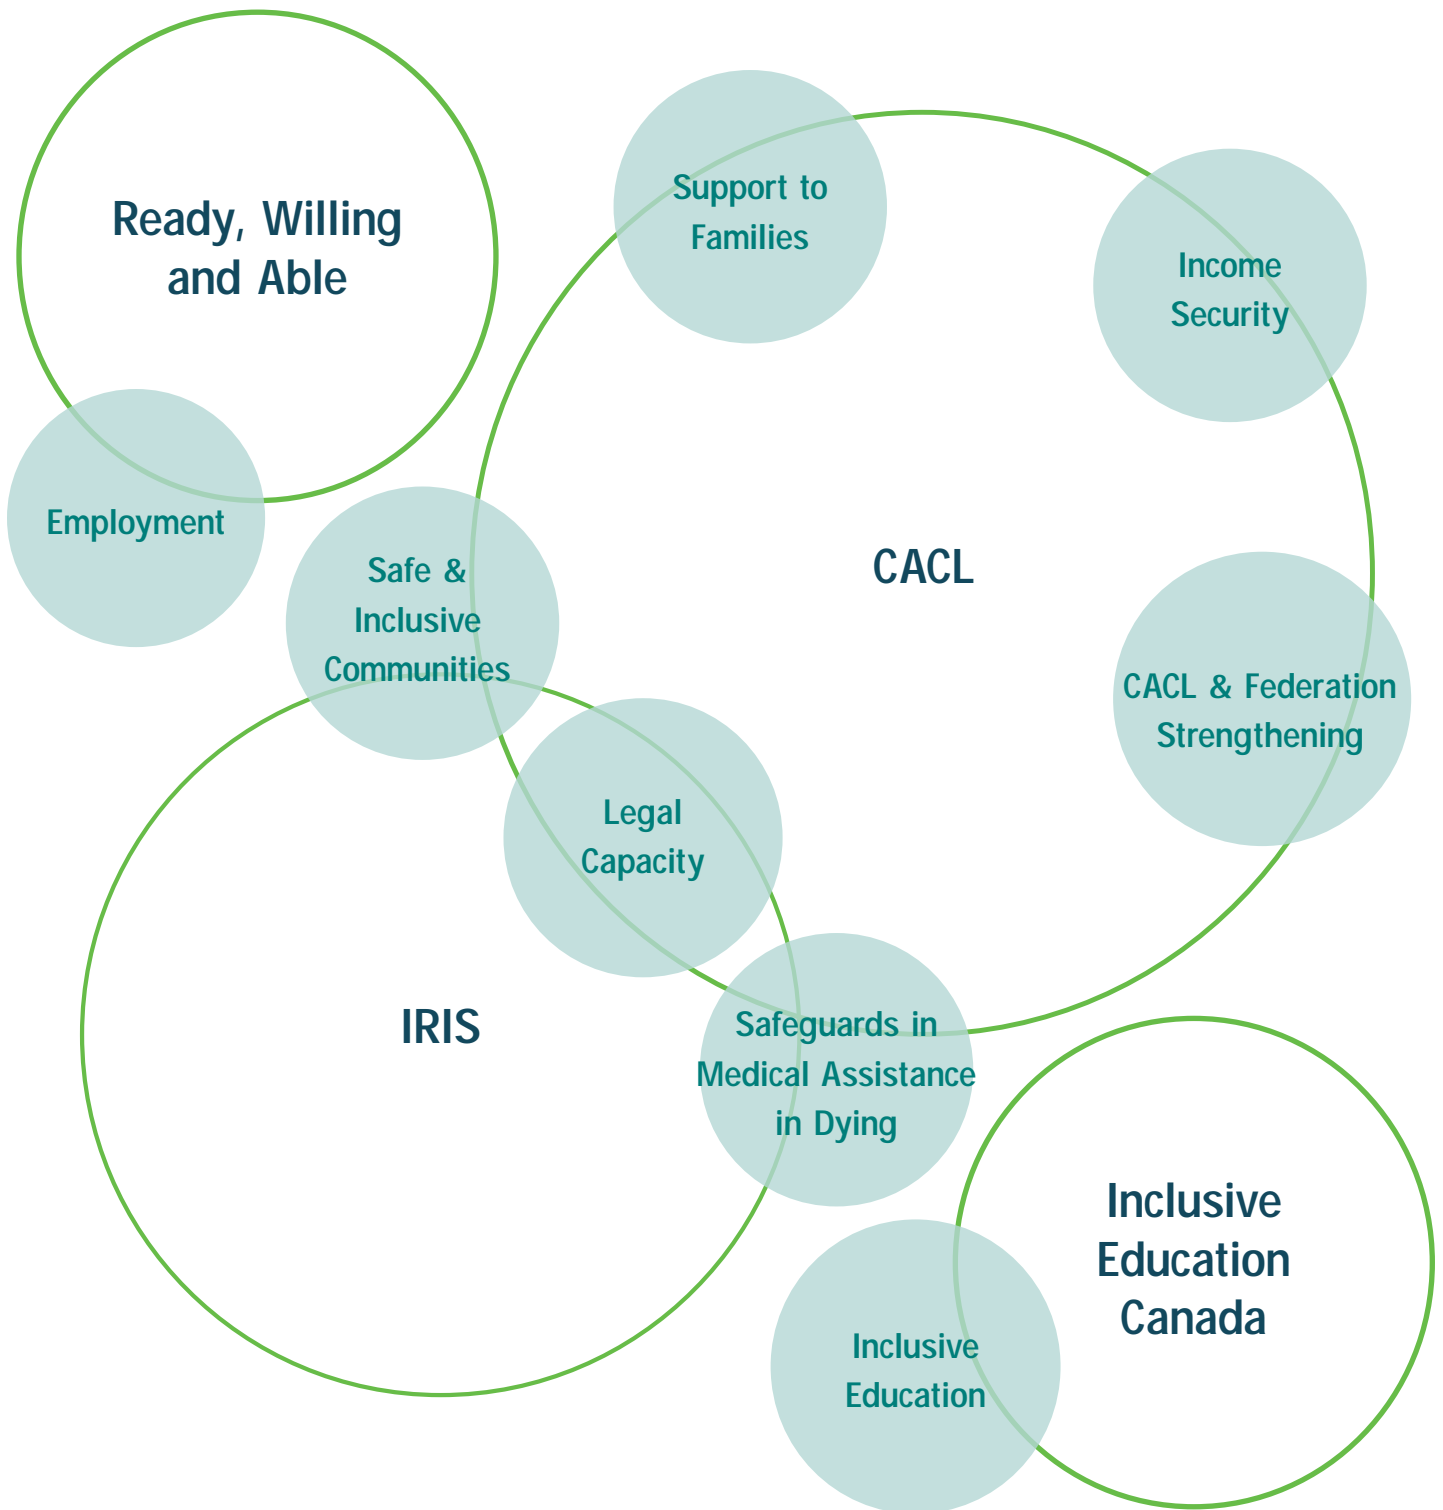 Ready, Willing
and Able
Support to
Families
Income
Security
Employment
Safe &
Inclusive
Communities
CACL
CACL & Federation
Strengthening
Legal
Capacity
IRIS
Safeguards in
Medical Assistance
in Dying
Inclusive
Education
Canada
Inclusive
Education